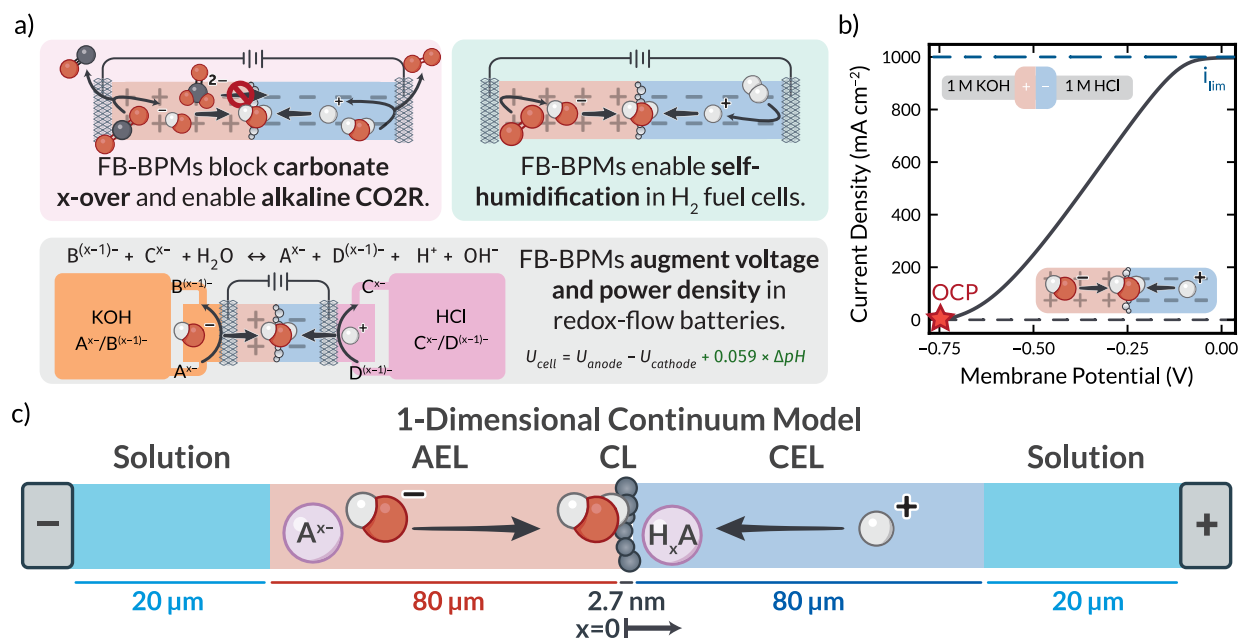 a)
2−
−
+
FB-BPMs block carbonate
x-over and enable alkaline CO2R.
−
+
FB-BPMs enable self-
humidification in H₂ fuel cells.
B⁽ˣ⁻¹⁾⁻ + Cˣ⁻ + H₂O ↔ Aˣ⁻ + D⁽ˣ⁻¹⁾⁻ + H⁺ + OH⁻
KOH
Aˣ⁻/B⁽ˣ⁻¹⁾⁻
B⁽ˣ⁻¹⁾⁻
−
Aˣ⁻
Cˣ⁻
+
D⁽ˣ⁻¹⁾⁻
HCl
Cˣ⁻/D⁽ˣ⁻¹⁾⁻
FB-BPMs augment voltage
and power density in
redox-flow batteries.
U_cell = U_anode − U_cathode + 0.059 × ΔpH
b)
Current Density (mA cm⁻²)
1000
800
600
400
200
0
1 M KOH + − 1 M HCl
i_lim
OCP
−
+
−0.75
−0.50
−0.25
0.00
Membrane Potential (V)
c)
1-Dimensional Continuum Model
Solution AEL CL CEL Solution
− Aˣ⁻ − HₓA + +
20 μm 80 μm 2.7 nm 80 μm 20 μm
x=0